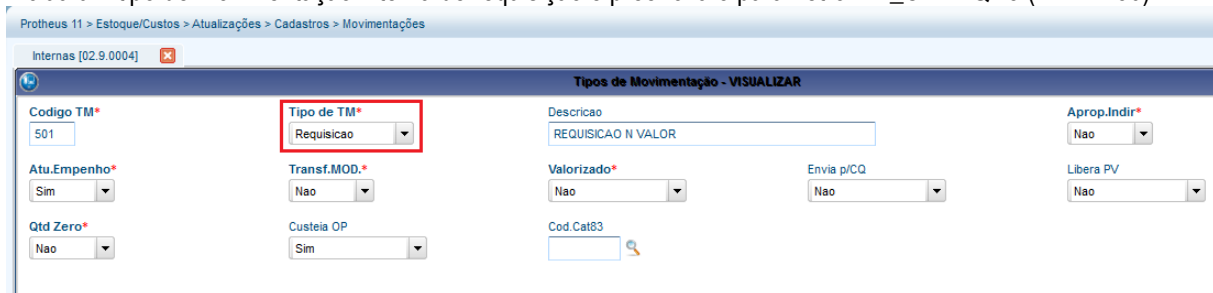 Protheus 11 > Estoque/Custos > Atualizações > Cadastros > Movimentações
Internas [02.9.0004]
Tipos de Movimentação - VISUALIZAR
Codigo TM* Tipo de TM* Descricao Aprop.Indir*
501 Requisicao REQUISICAO N VALOR Nao
Atu.Empenho* Transf.MOD.* Valorizado* Envia p/CQ Libera PV
Sim Nao Nao Nao Nao
Qtd Zero* Custeia OP Cod.Cat83
Nao Sim